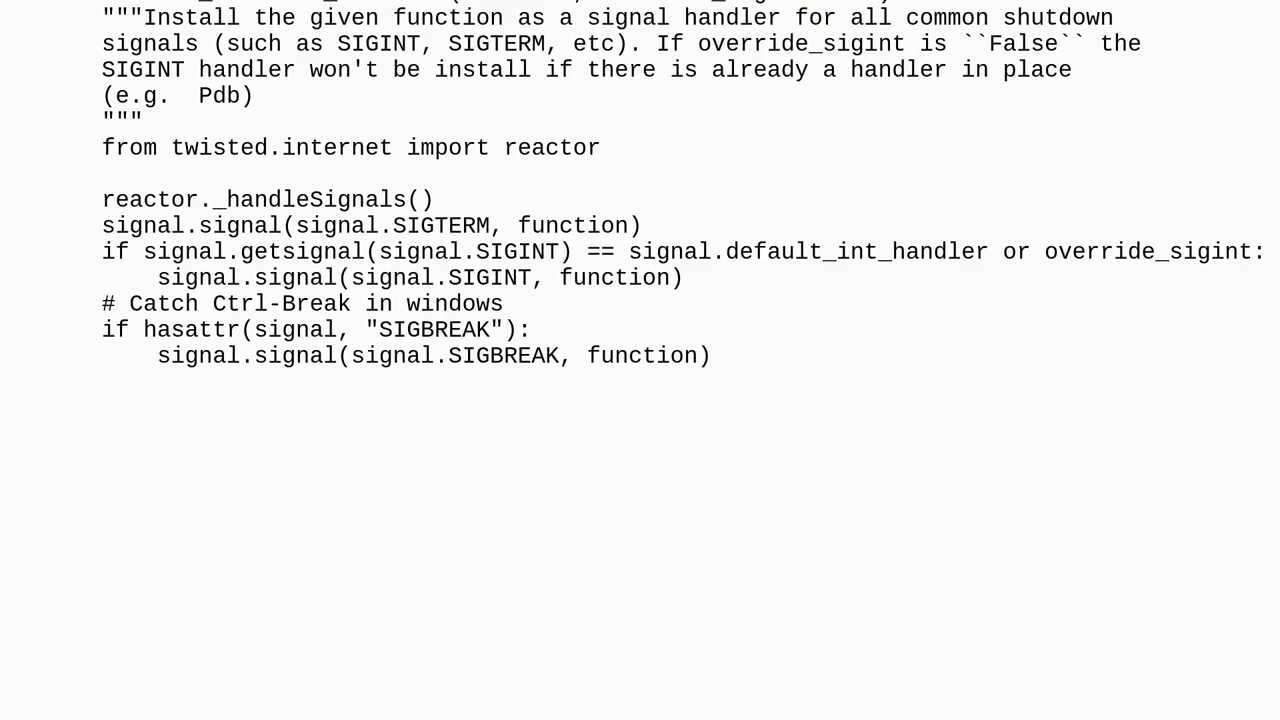 """Install the given function as a signal handler for all common shutdown
signals (such as SIGINT, SIGTERM, etc). If override_sigint is ``False`` the
SIGINT handler won't be install if there is already a handler in place
(e.g.  Pdb)
"""
from twisted.internet import reactor

reactor._handleSignals()
signal.signal(signal.SIGTERM, function)
if signal.getsignal(signal.SIGINT) == signal.default_int_handler or override_sigint:
    signal.signal(signal.SIGINT, function)
# Catch Ctrl-Break in windows
if hasattr(signal, "SIGBREAK"):
    signal.signal(signal.SIGBREAK, function)